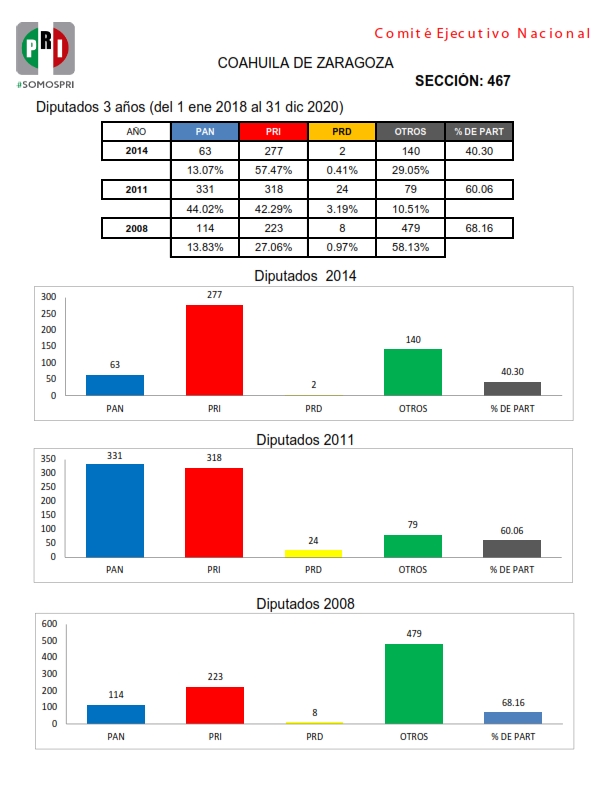 PRI
#SOMOSPRI
Comité Ejecutivo Nacional
COAHUILA DE ZARAGOZA
SECCIÓN: 467
Diputados 3 años (del 1 ene 2018 al 31 dic 2020)
AÑO PAN PRI PRD OTROS % DE PART
2014 63 277 2 140 40.30
13.07% 57.47% 0.41% 29.05%
2011 331 318 24 79 60.06
44.02% 42.29% 3.19% 10.51%
2008 114 223 8 479 68.16
13.83% 27.06% 0.97% 58.13%
Diputados 2014
300
250
200
150
100
50
0
63
277
2
140
40.30
PAN PRI PRD OTROS % DE PART
Diputados 2011
350
300
250
200
150
100
50
0
331
318
24
79
60.06
PAN PRI PRD OTROS % DE PART
Diputados 2008
600
500
400
300
200
100
0
114
223
8
479
68.16
PAN PRI PRD OTROS % DE PART